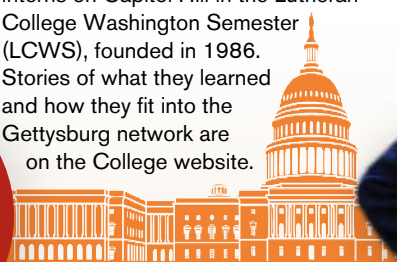 interns on Capitol Hill in the Lutheran
College Washington Semester
(LCWS), founded in 1986.
Stories of what they learned
and how they fit into the
Gettysburg network are
on the College website.